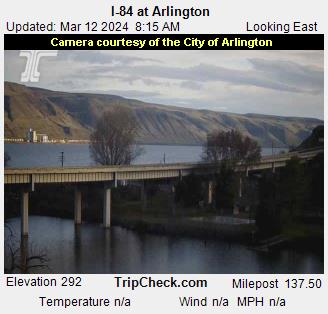 I-84 at Arlington
Updated: Mar 12 2024 8:15 AM Looking East
Camera courtesy of the City of Arlington
Elevation 292 TripCheck.com Milepost 137.50
Temperature n/a Wind n/a MPH n/a